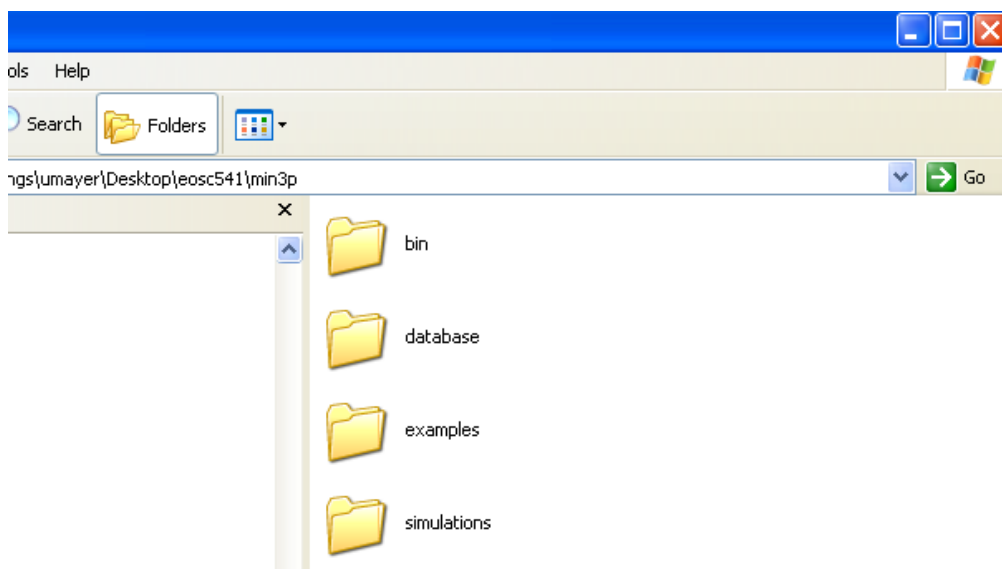 ols Help
Search Folders
ngs\umayer\Desktop\eosc541\min3p Go
bin
database
examples
simulations